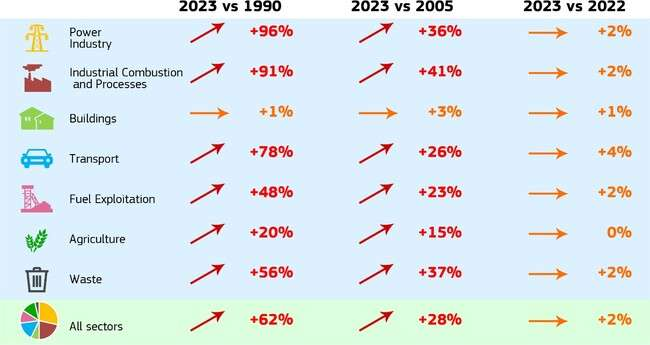 2023 vs 1990 2023 vs 2005 2023 vs 2022
Power
Industry +96% +36% +2%
Industrial Combustion
and Processes +91% +41% +2%
Buildings +1% +3% +1%
Transport +78% +26% +4%
Fuel Exploitation +48% +23% +2%
Agriculture +20% +15% 0%
Waste +56% +37% +2%
All sectors +62% +28% +2%